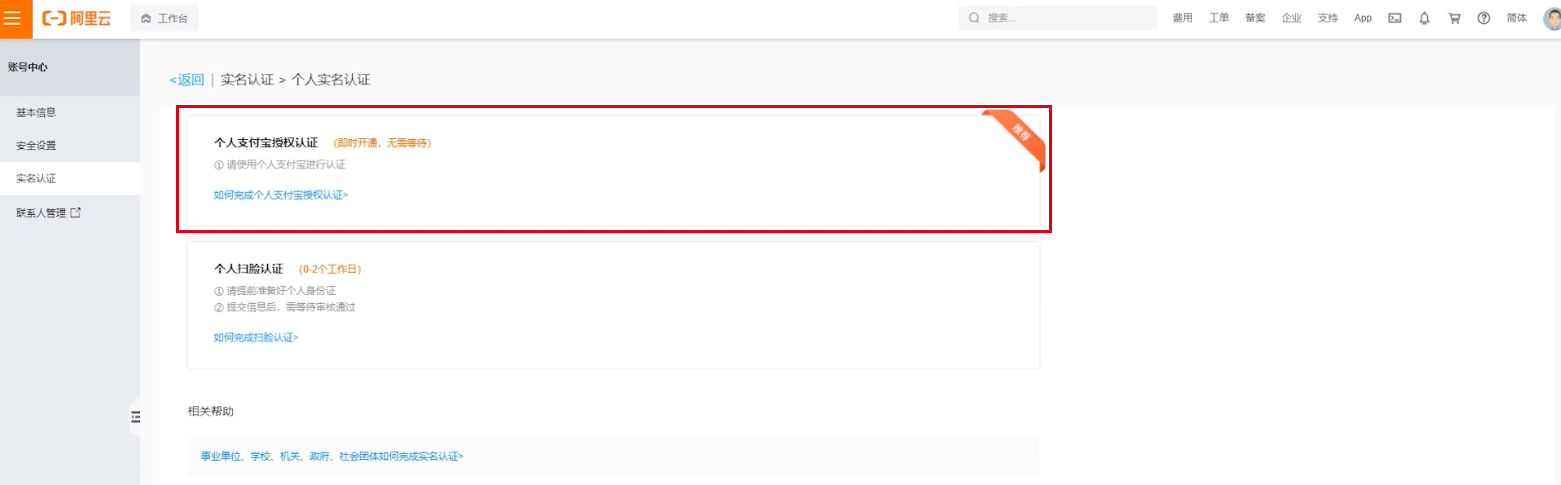 阿里云
工作台
搜索...
费用
工单
备案
企业
支持
App
简体
账号中心
基本信息
安全设置
实名认证
联系人管理
<返回 | 实名认证 > 个人实名认证
推荐
个人支付宝授权认证 (即时开通，无需等待)
① 请使用个人支付宝进行认证
如何完成个人支付宝授权认证>
个人扫脸认证 (0-2个工作日)
① 请提前准备好个人身份证
② 提交信息后，需等待审核通过
如何完成扫脸认证>
相关帮助
事业单位、学校、机关、政府、社会团体如何完成实名认证>